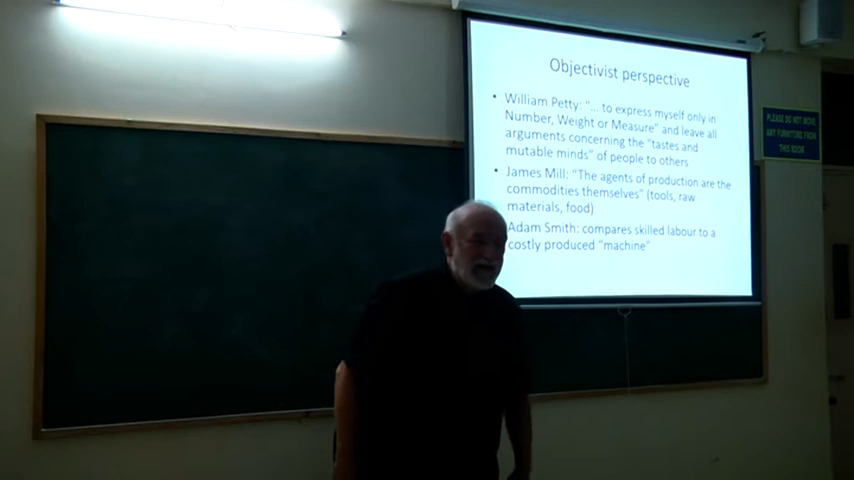 Objectivist perspective
• William Petty: “... to express myself only in
Number, Weight or Measure” and leave all
arguments concerning the “tastes and
mutable minds” of people to others
• James Mill: “The agents of production are the
commodities themselves” (tools, raw
materials, food)
Adam Smith: compares skilled labour to a
costly produced “machine”
PLEASE DO NOT MOVE
ANY FURNITURE FROM
THIS ROOM